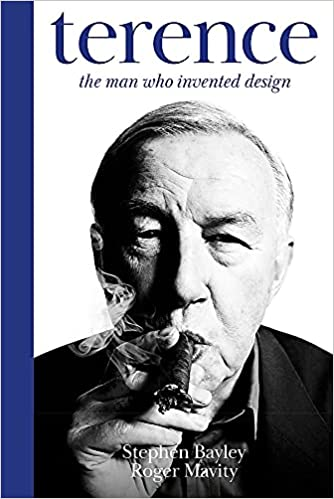 terence
the man who invented design
Stephen Bayley
Roger Mavity